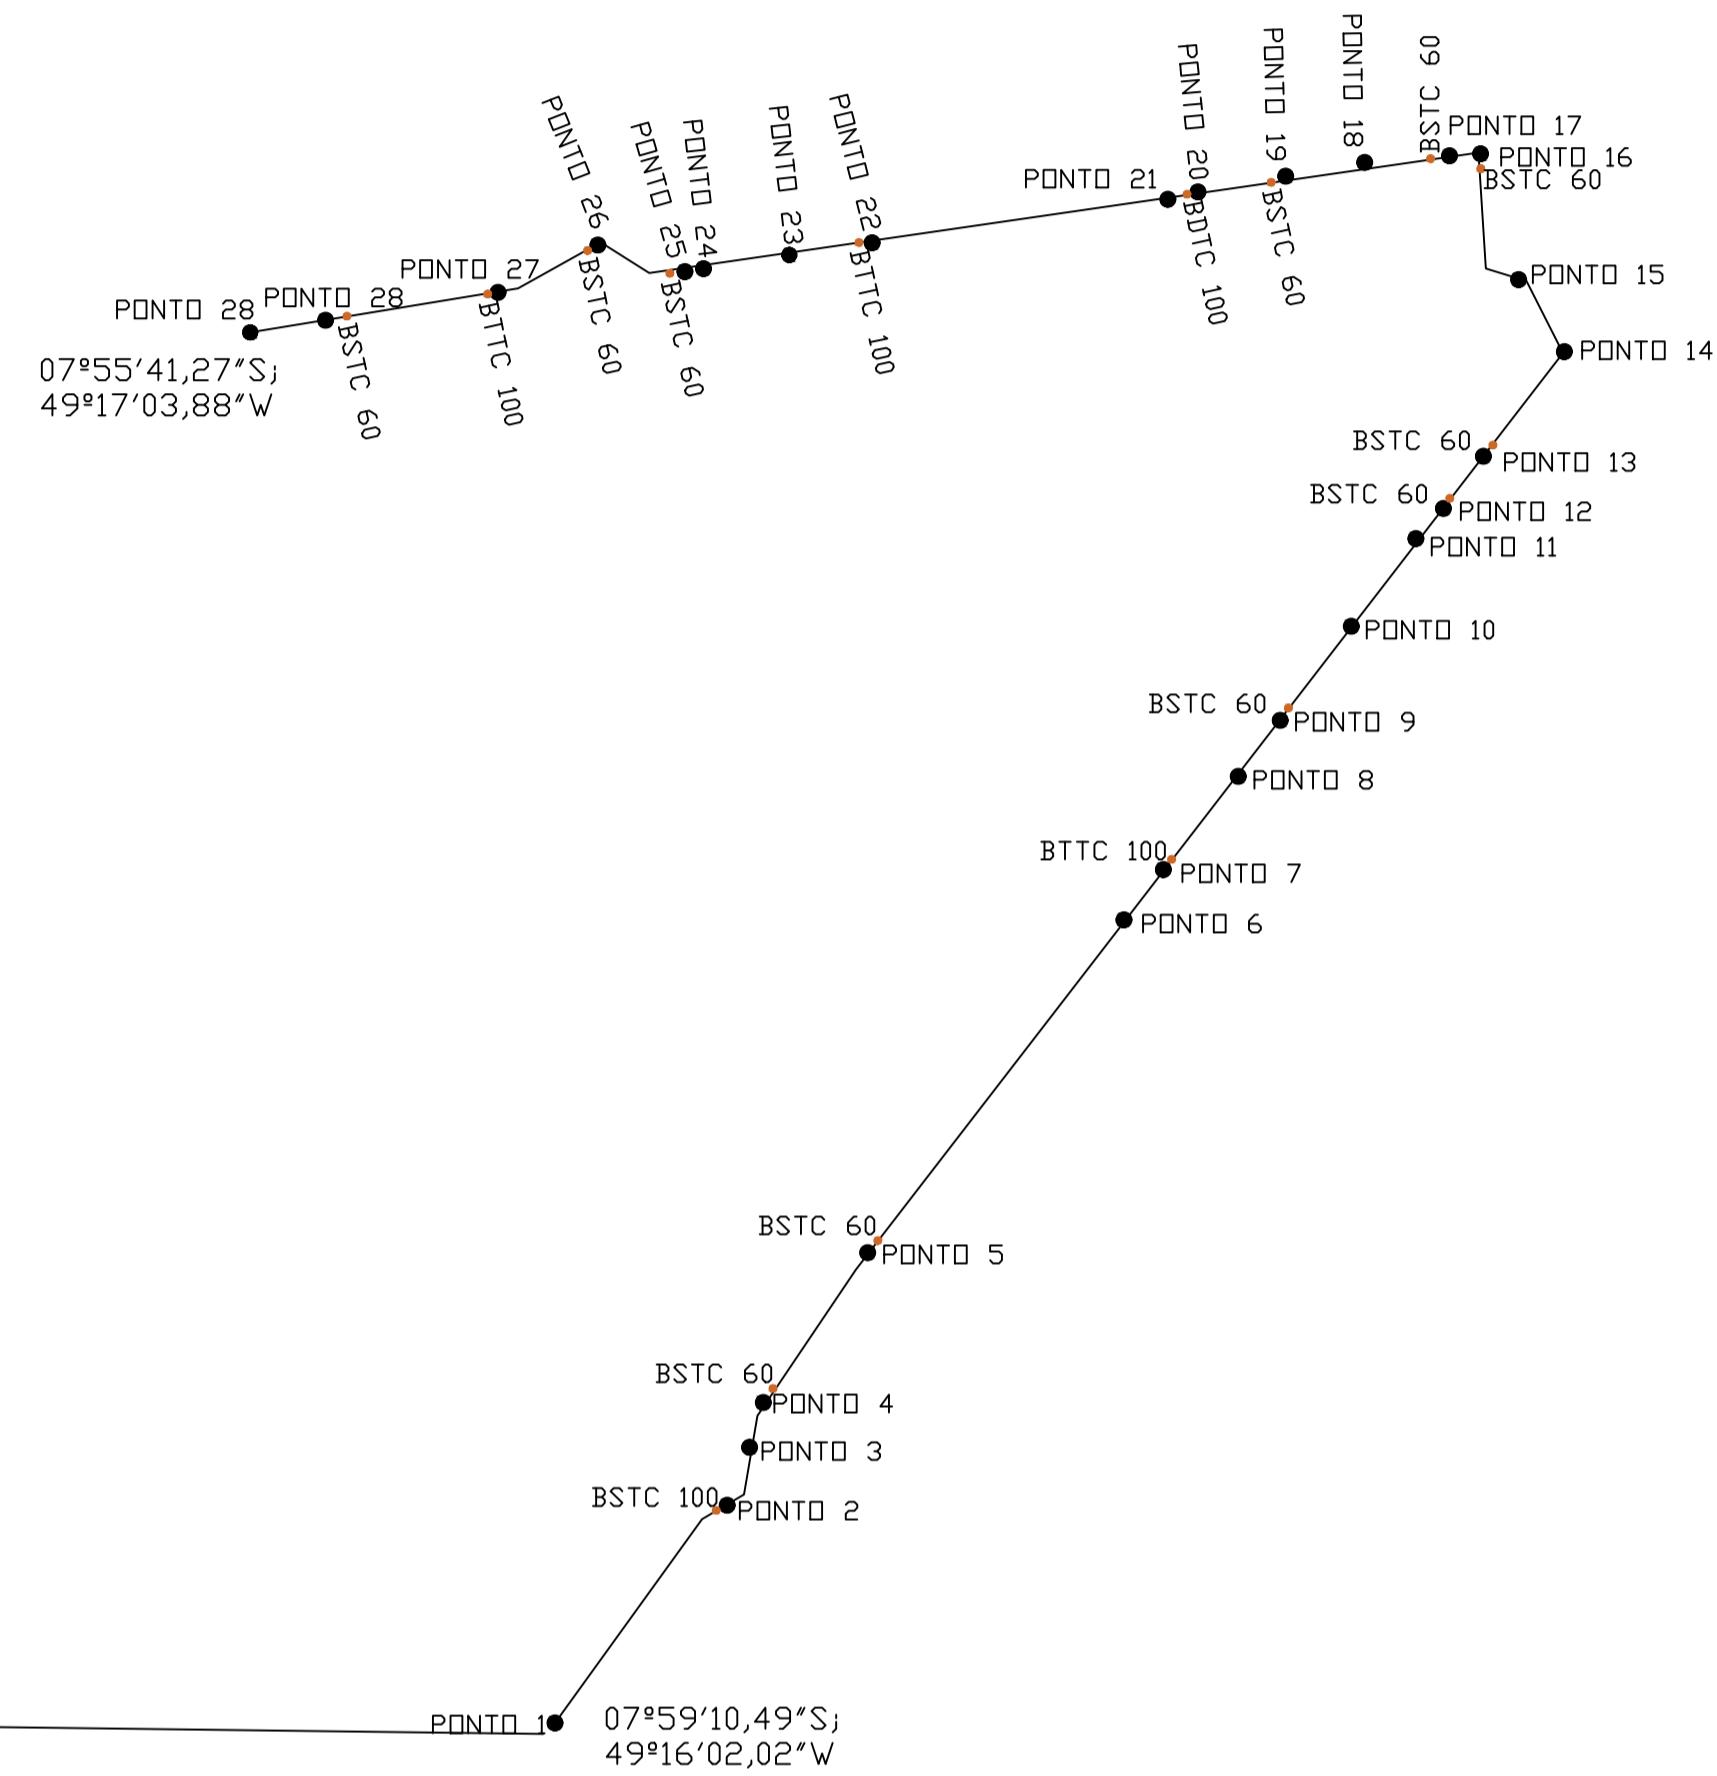 PONTO 28
07º55'41,27"S;
49º17'03,88"W
PONTO 28
BSTC 60
PONTO 27
BTTC 100
PONTO 26
BSTC 60
PONTO 25
BSTC 60
PONTO 24
PONTO 23
PONTO 22
BTTC 100
PONTO 21
PONTO 20
BDTC 100
PONTO 19
BSTC 60
PONTO 18
BSTC 60
PONTO 17
PONTO 16
BSTC 60
PONTO 15
PONTO 14
BSTC 60
PONTO 13
BSTC 60
PONTO 12
PONTO 11
PONTO 10
BSTC 60
PONTO 9
PONTO 8
BTTC 100
PONTO 7
PONTO 6
BSTC 60
PONTO 5
BSTC 60
PONTO 4
PONTO 3
BSTC 100
PONTO 2
PONTO 1
07º59'10,49"S;
49º16'02,02"W